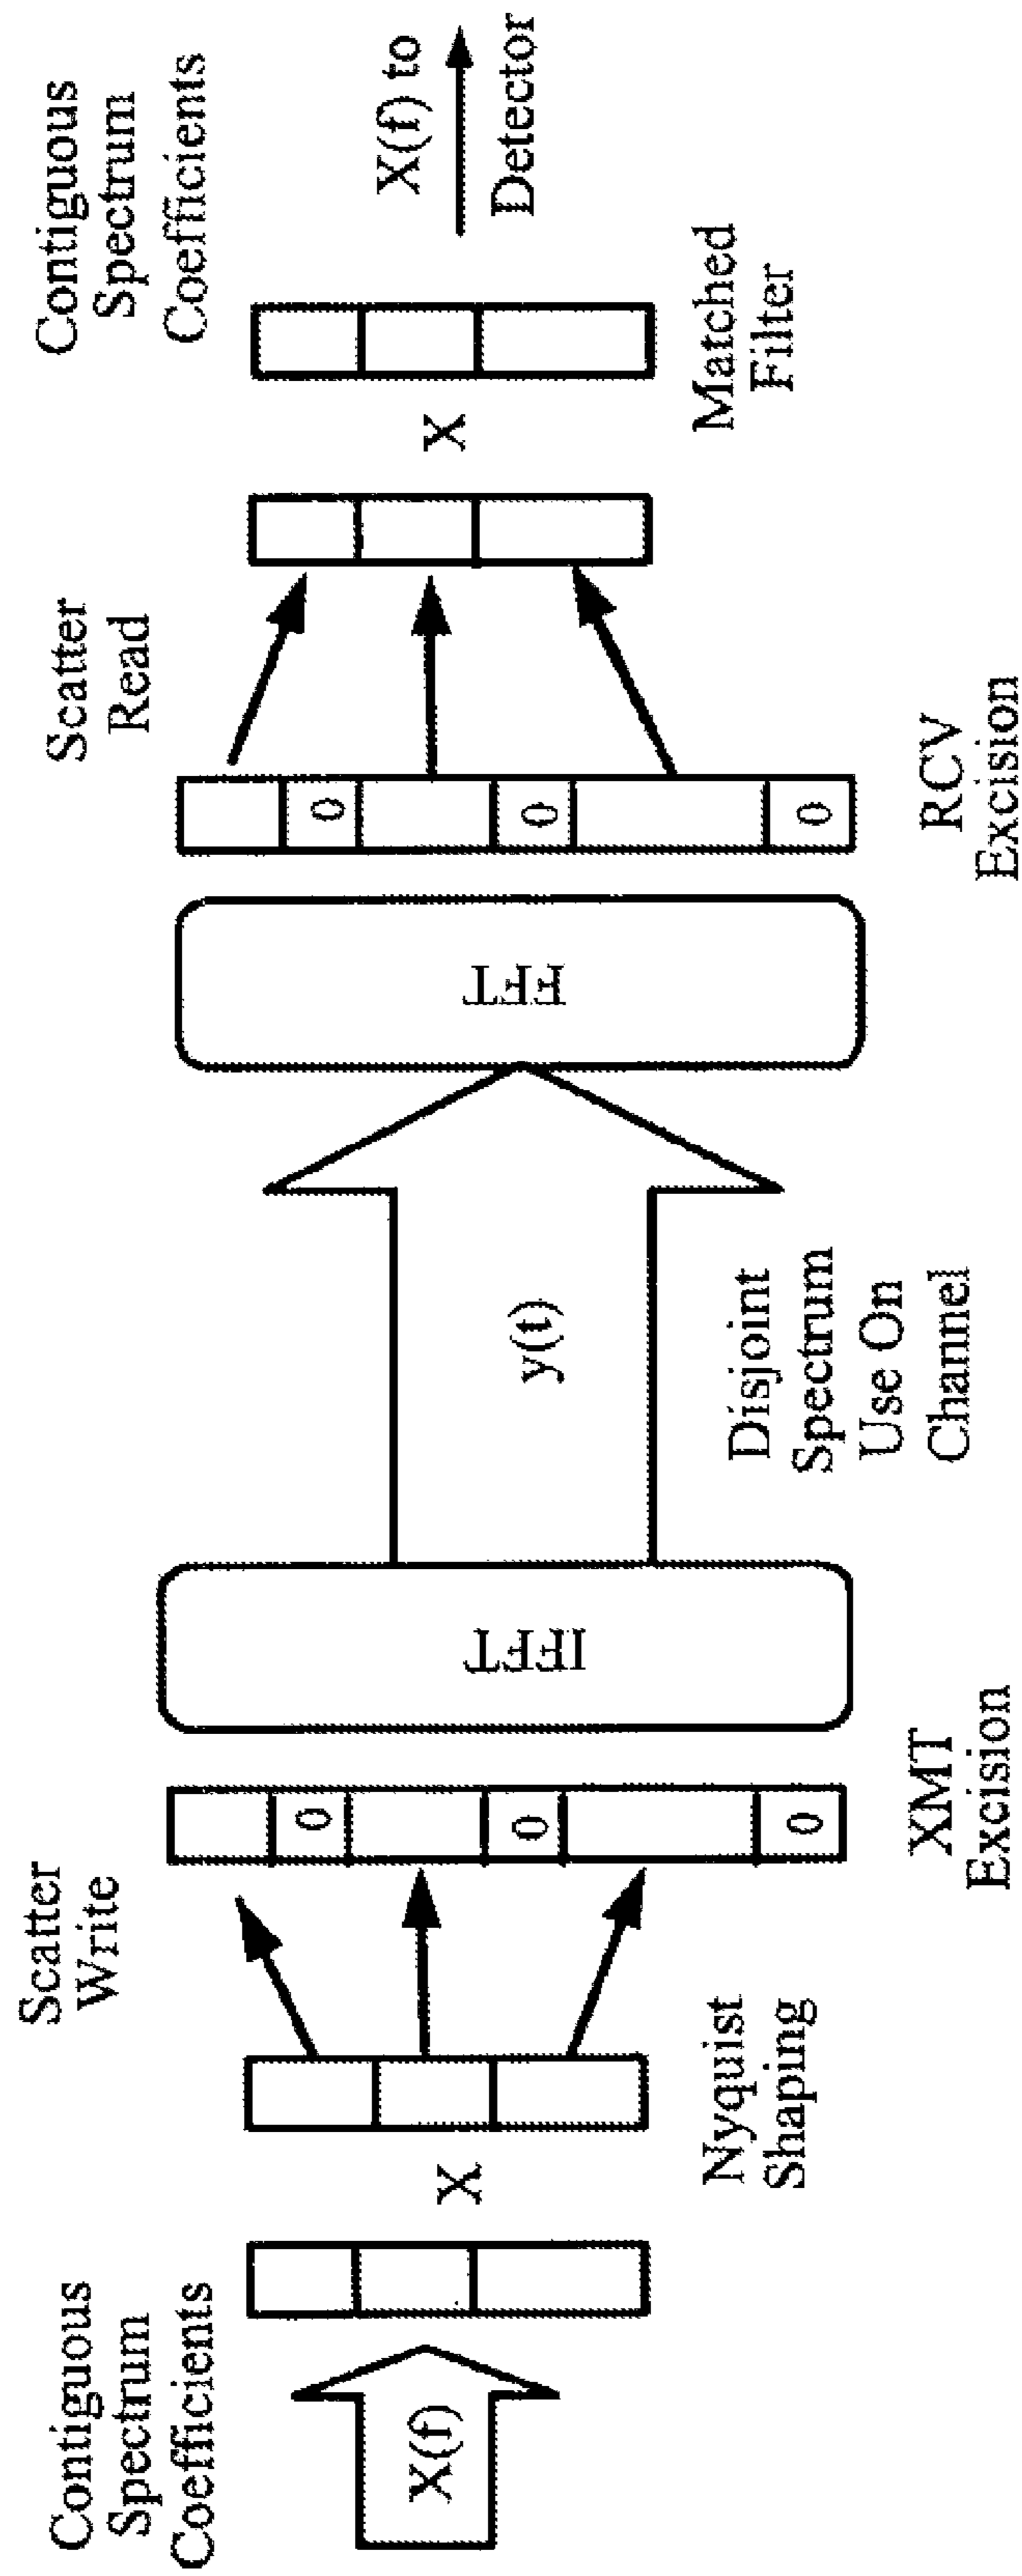 Contiguous
Spectrum
Coefficients
X(f)
X
Nyquist
Shaping
Scatter
Write
0
0
0
XMT
Excision
IFFT
y(t)
Disjoint
Spectrum
Use On
Channel
FFT
0
0
0
RCV
Excision
Scatter
Read
X
Matched
Filter
Contiguous
Spectrum
Coefficients
X(f) to
Detector